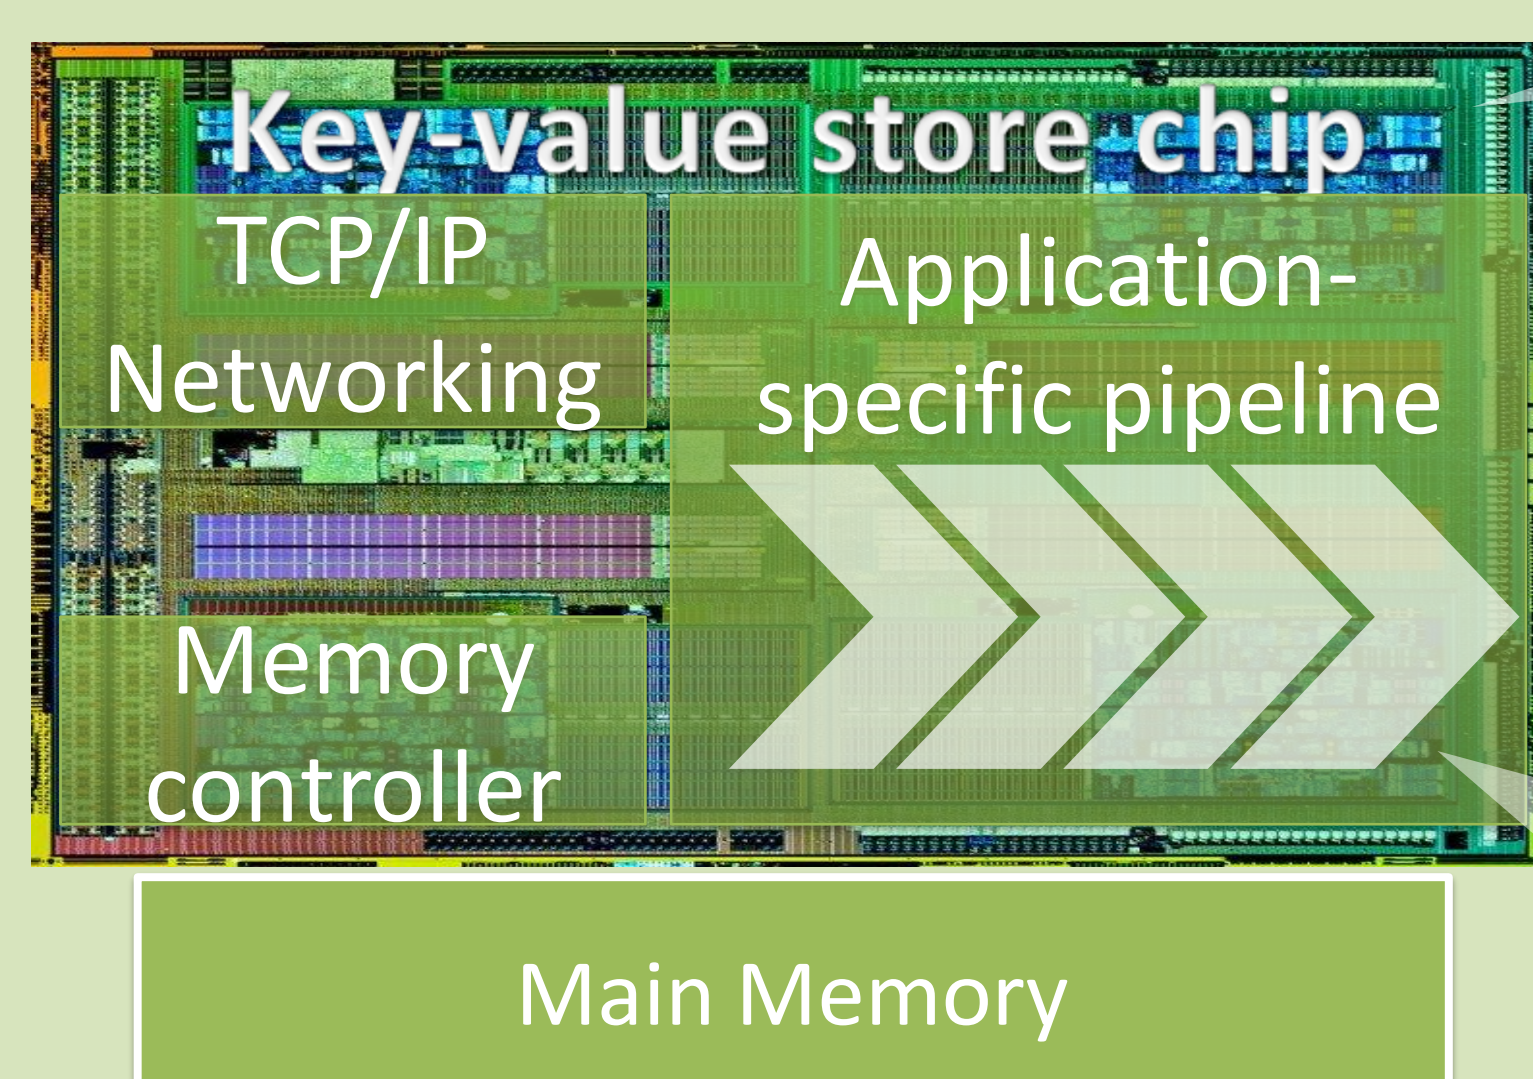 Key-value store chip
TCP/IP
Networking
Application-
specific pipeline
Memory
controller
Main Memory